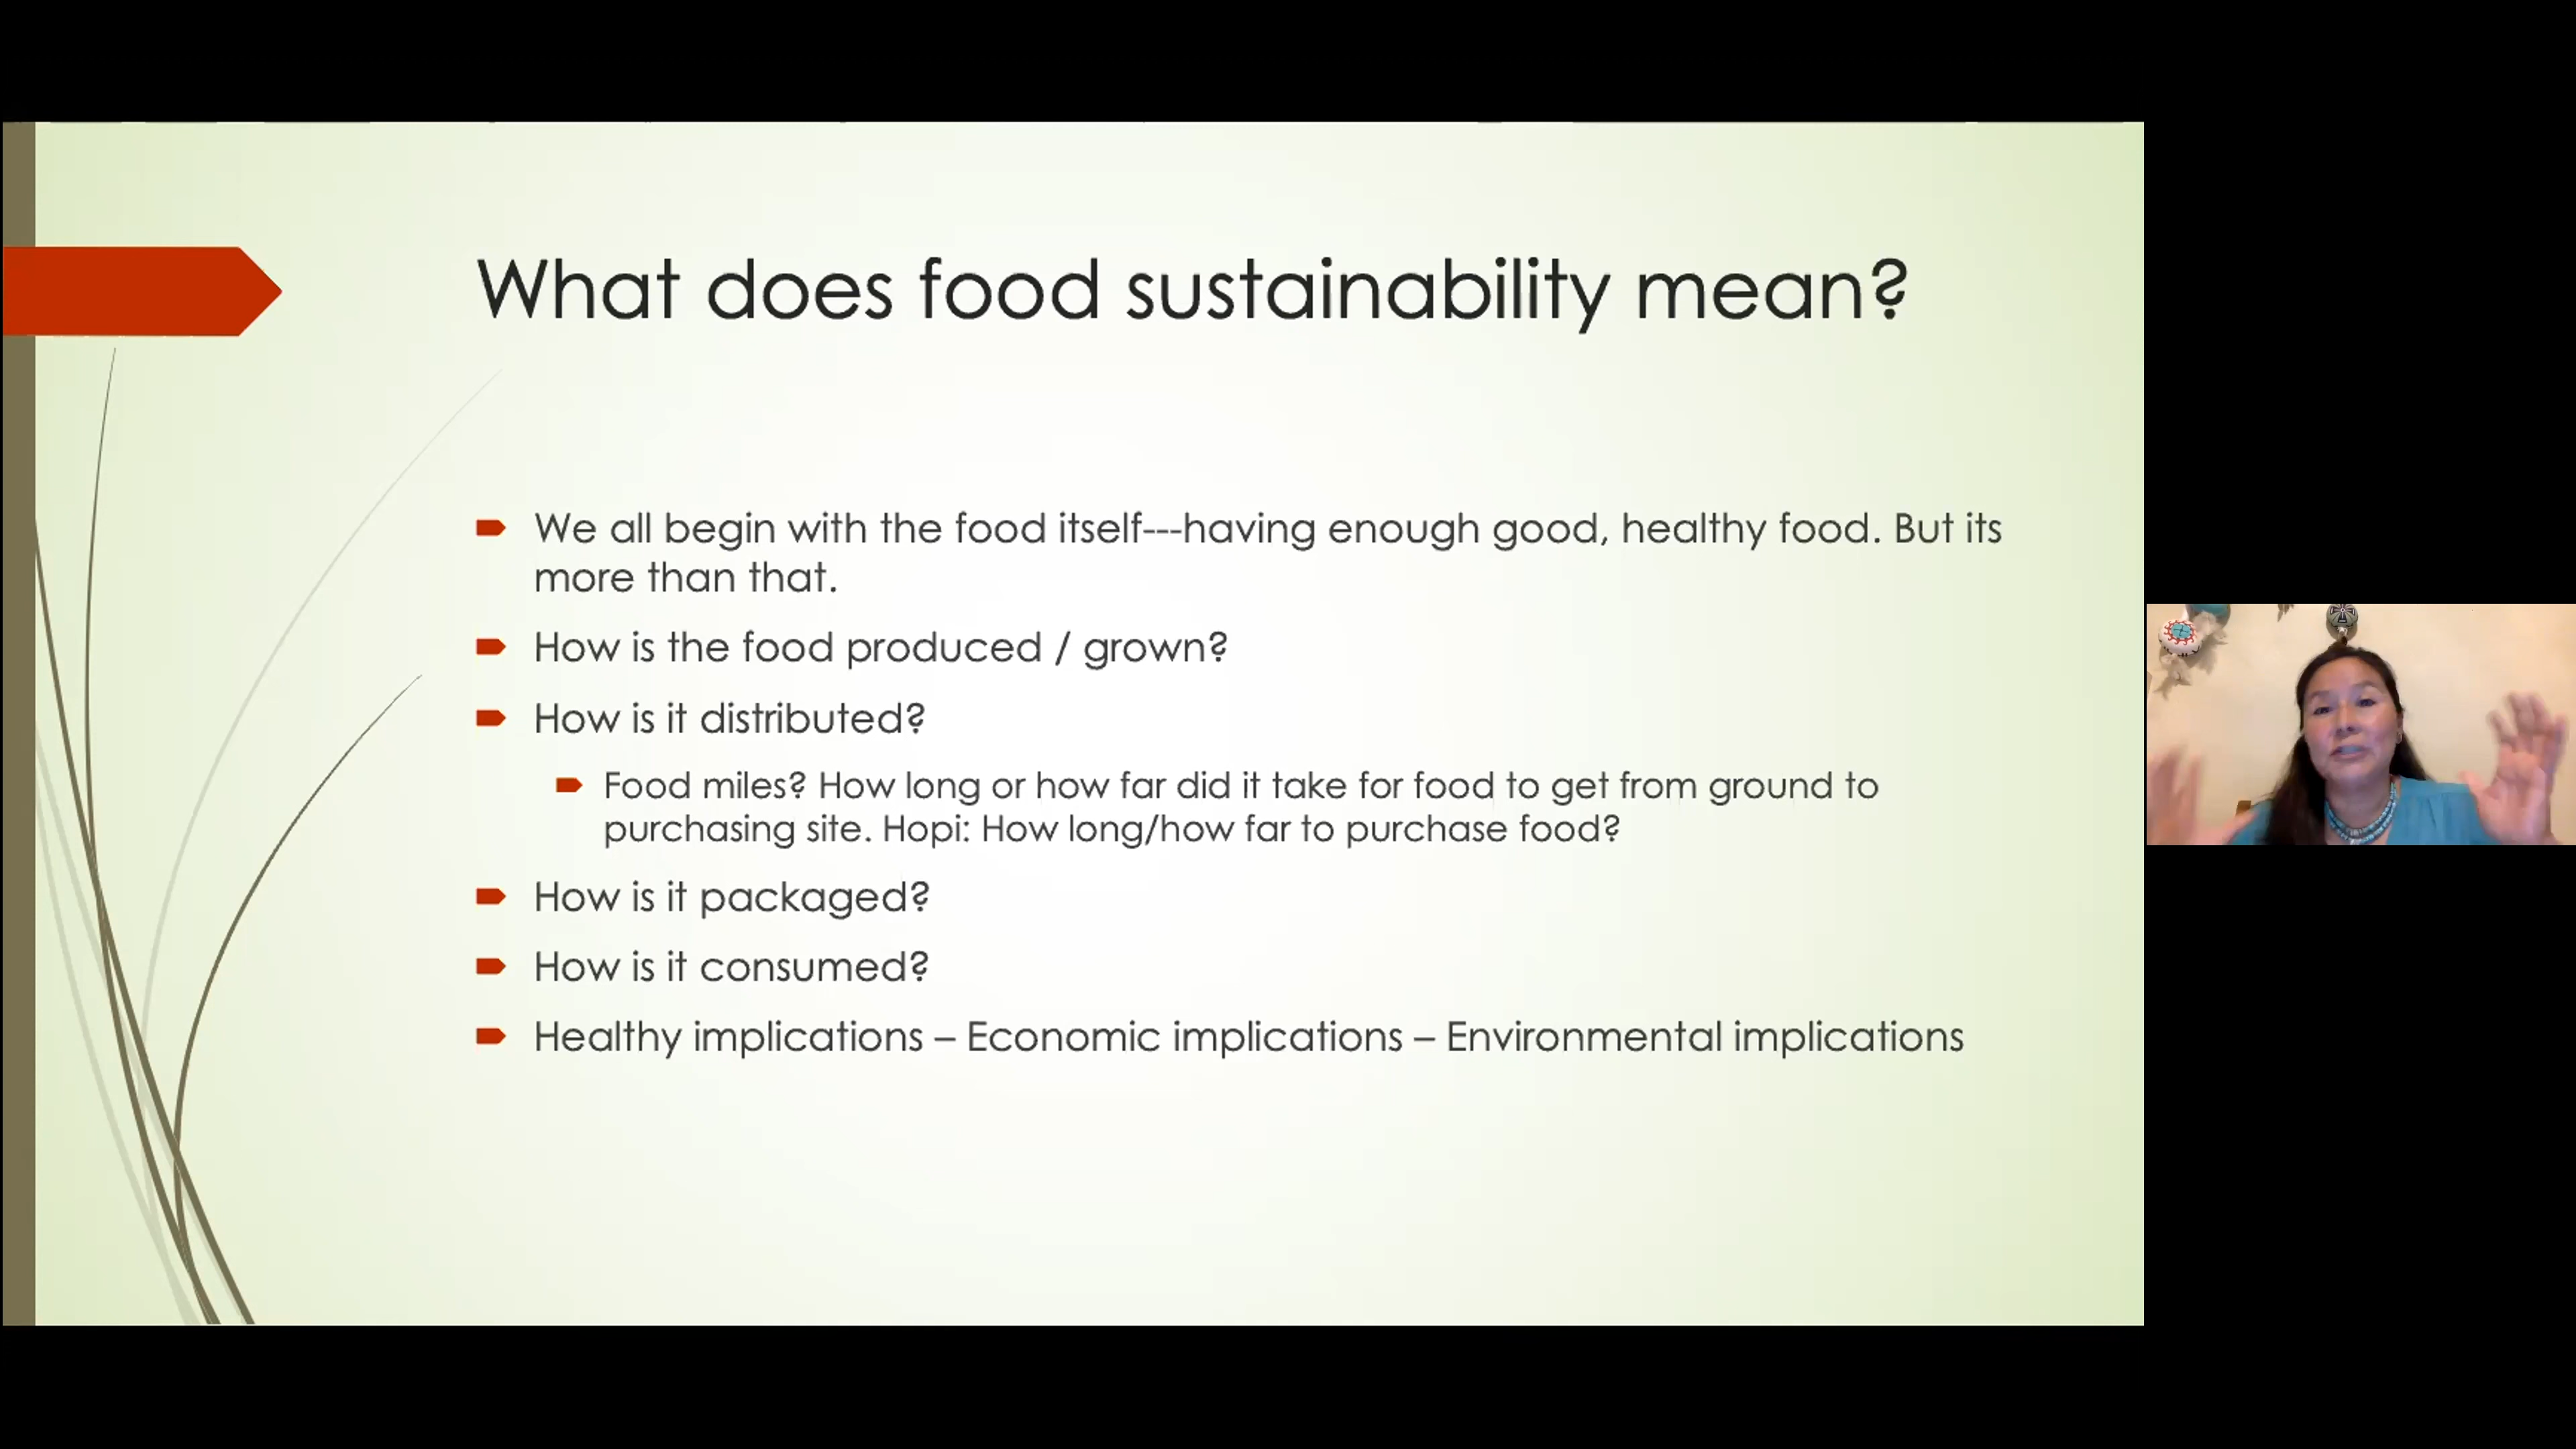 What does food sustainability mean?
We all begin with the food itself---having enough good, healthy food. But its
more than that.
How is the food produced / grown?
How is it distributed?
Food miles? How long or how far did it take for food to get from ground to
purchasing site. Hopi: How long/how far to purchase food?
How is it packaged?
How is it consumed?
Healthy implications – Economic implications – Environmental implications